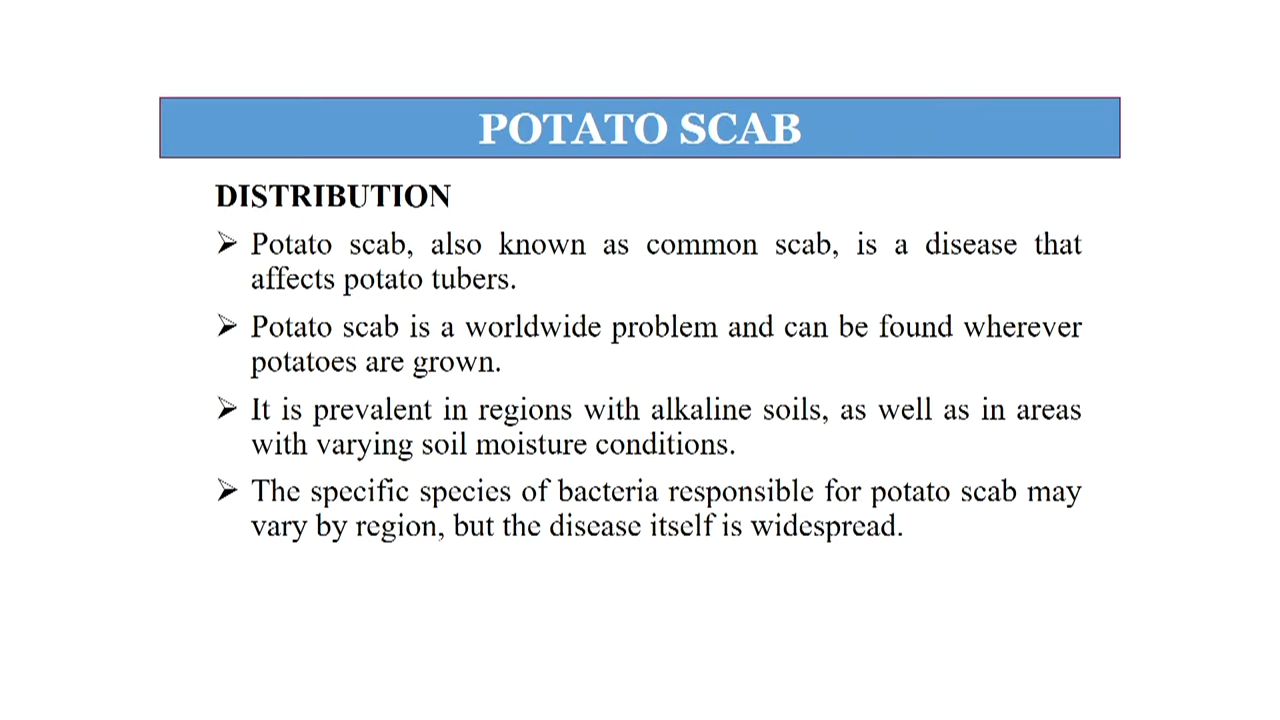 POTATO SCAB
DISTRIBUTION
➢ Potato scab, also known as common scab, is a disease that
affects potato tubers.
➢ Potato scab is a worldwide problem and can be found wherever
potatoes are grown.
➢ It is prevalent in regions with alkaline soils, as well as in areas
with varying soil moisture conditions.
➢ The specific species of bacteria responsible for potato scab may
vary by region, but the disease itself is widespread.